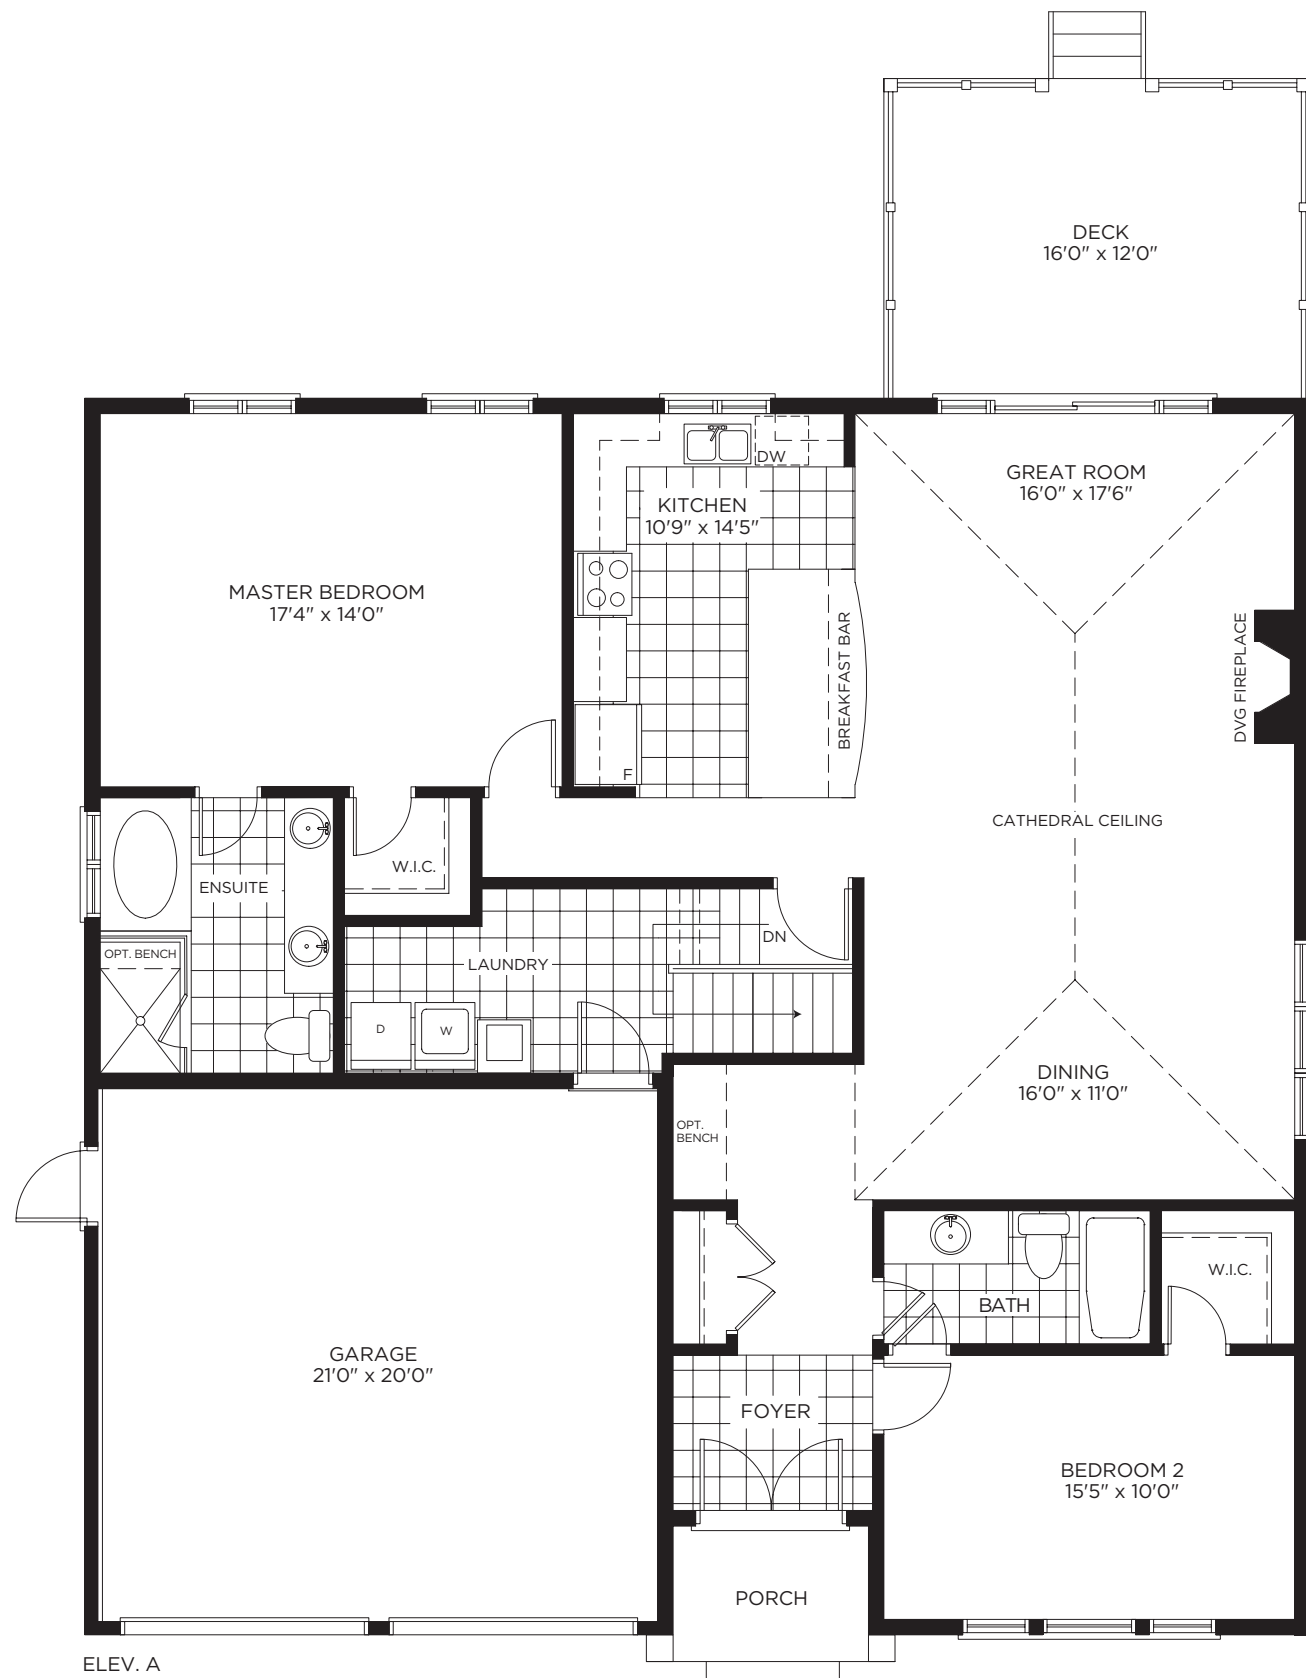 DECK
16'0" x 12'0"
GREAT ROOM
16'0" x 17'6"
DW
KITCHEN
10'9" x 14'5"
MASTER BEDROOM
17'4" x 14'0"
BREAKFAST BAR
DVG FIREPLACE
F
CATHEDRAL CEILING
W.I.C.
ENSUITE
OPT. BENCH
DN
LAUNDRY
D
W
DINING
16'0" x 11'0"
OPT.
BENCH
W.I.C.
BATH
GARAGE
21'0" x 20'0"
FOYER
BEDROOM 2
15'5" x 10'0"
PORCH
ELEV. A